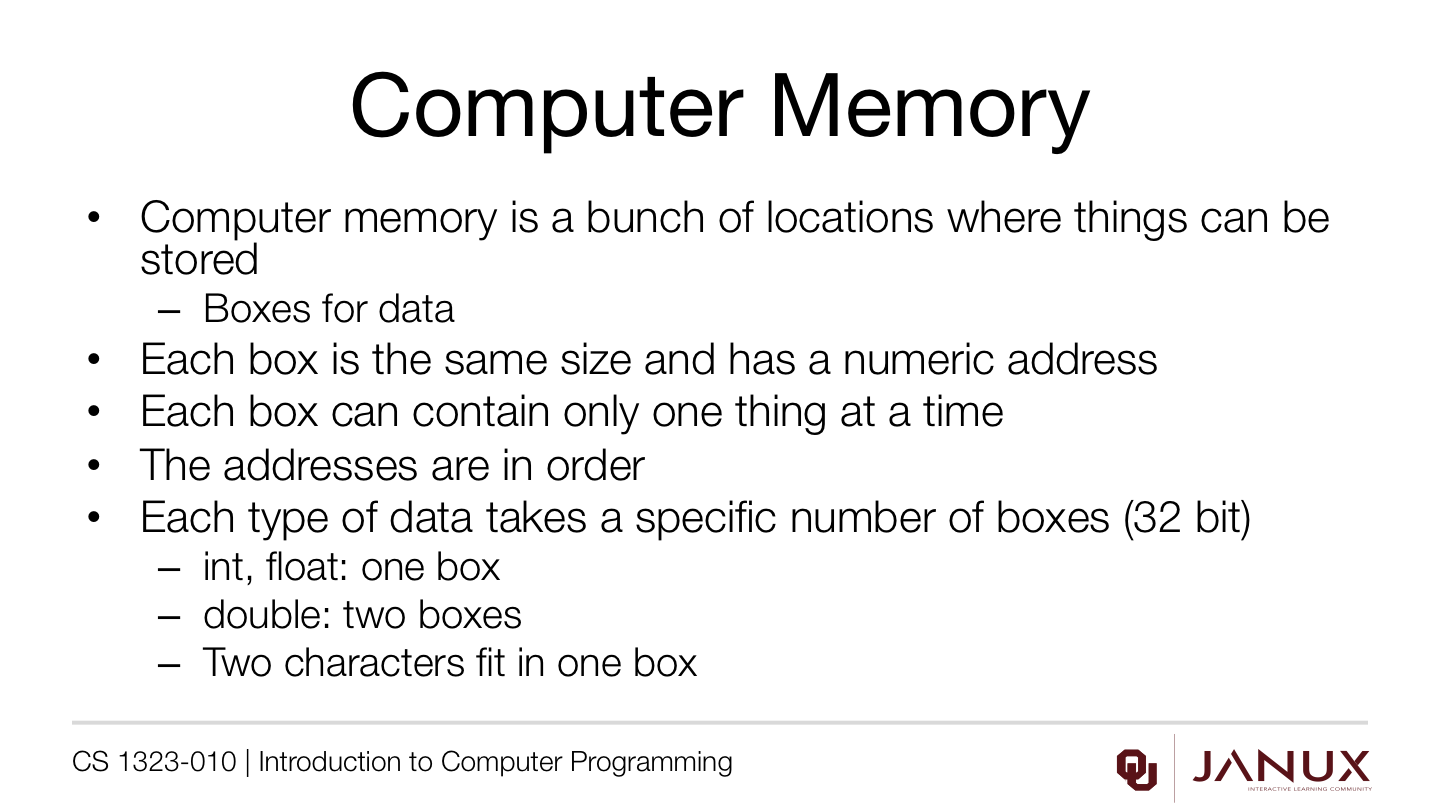 Computer Memory
• Computer memory is a bunch of locations where things can be
stored
– Boxes for data
• Each box is the same size and has a numeric address
• Each box can contain only one thing at a time
• The addresses are in order
• Each type of data takes a specific number of boxes (32 bit)
– int, float: one box
– double: two boxes
– Two characters fit in one box
CS 1323-010 | Introduction to Computer Programming
OU
JANUX
INTERACTIVE LEARNING COMMUNITY